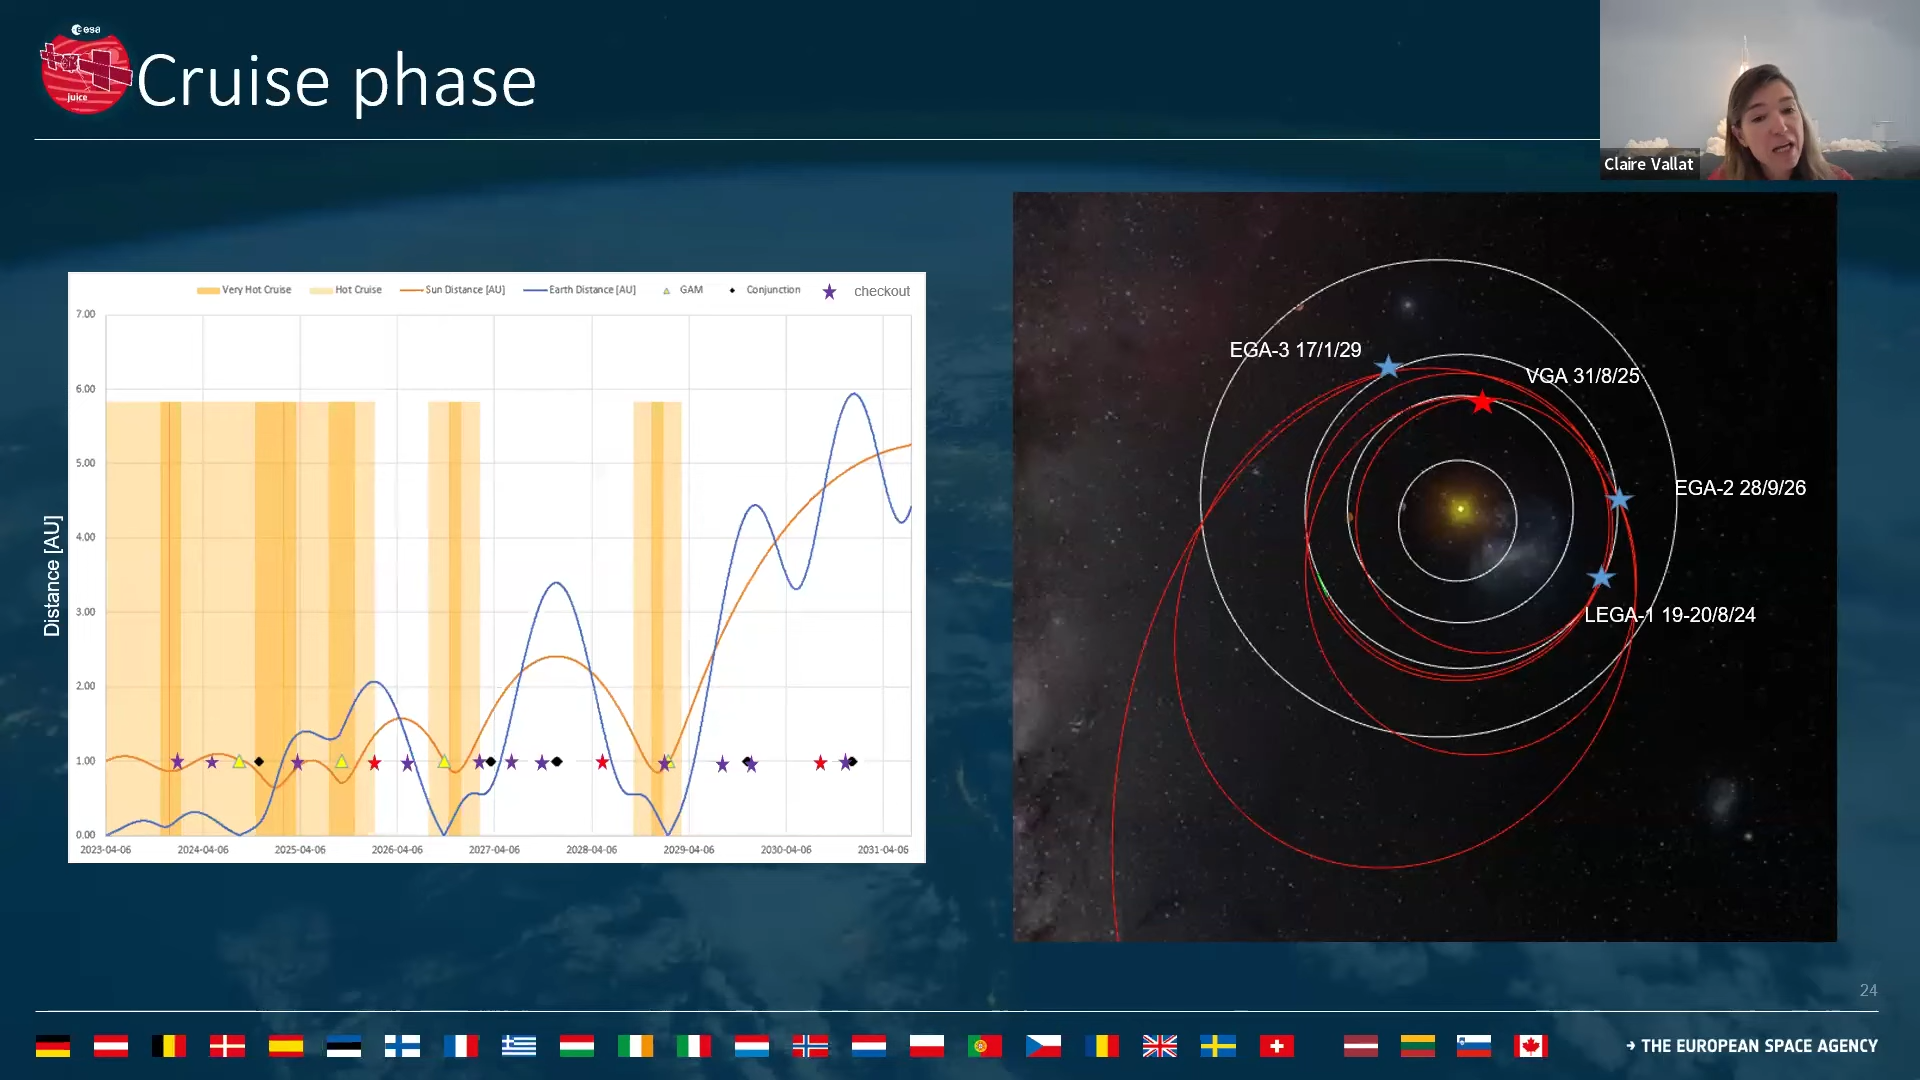 esa
juice
Cruise phase
Claire Vallat
Very Hot Cruise
Hot Cruise
Sun Distance [AU]
Earth Distance [AU]
GAM
Conjunction
checkout
Distance [AU]
7.00
6.00
5.00
4.00
3.00
2.00
1.00
0.00
2023-04-06
2024-04-06
2025-04-06
2026-04-06
2027-04-06
2028-04-06
2029-04-06
2030-04-06
2031-04-06
EGA-3 17/1/29
VGA 31/8/25
EGA-2 28/9/26
LEGA-1 19-20/8/24
24
→ THE EUROPEAN SPACE AGENCY